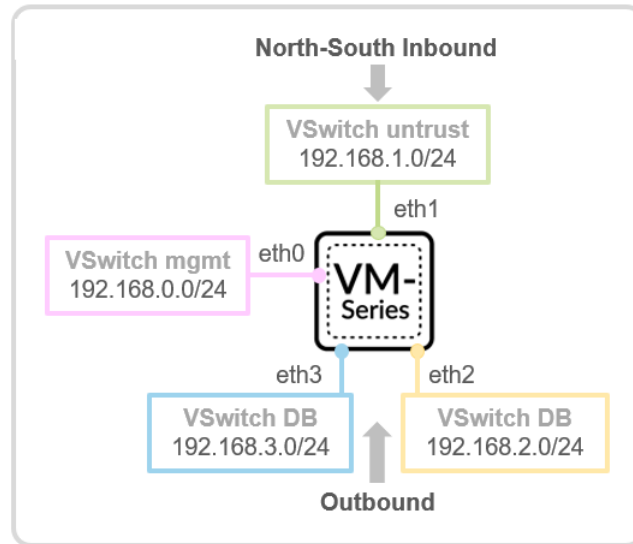 North-South Inbound
VSwitch untrust
192.168.1.0/24
eth1
eth0
VSwitch mgmt
192.168.0.0/24
VM-
Series
eth3
eth2
VSwitch DB
192.168.3.0/24
VSwitch DB
192.168.2.0/24
Outbound